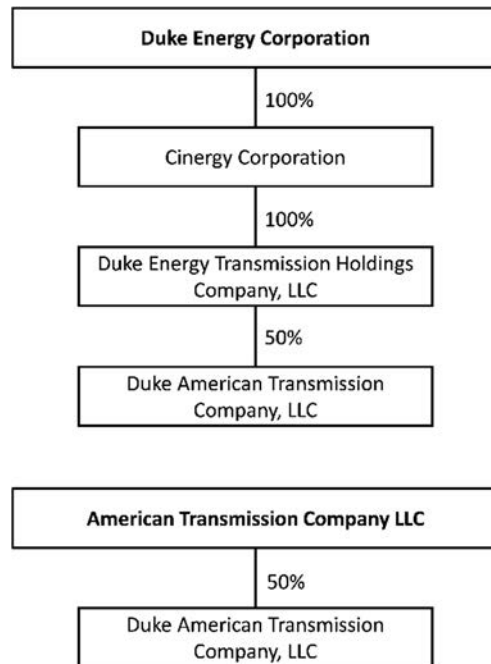 Duke Energy Corporation
100%
Cinergy Corporation
100%
Duke Energy Transmission Holdings
Company, LLC
50%
Duke American Transmission
Company, LLC
American Transmission Company LLC
50%
Duke American Transmission
Company, LLC